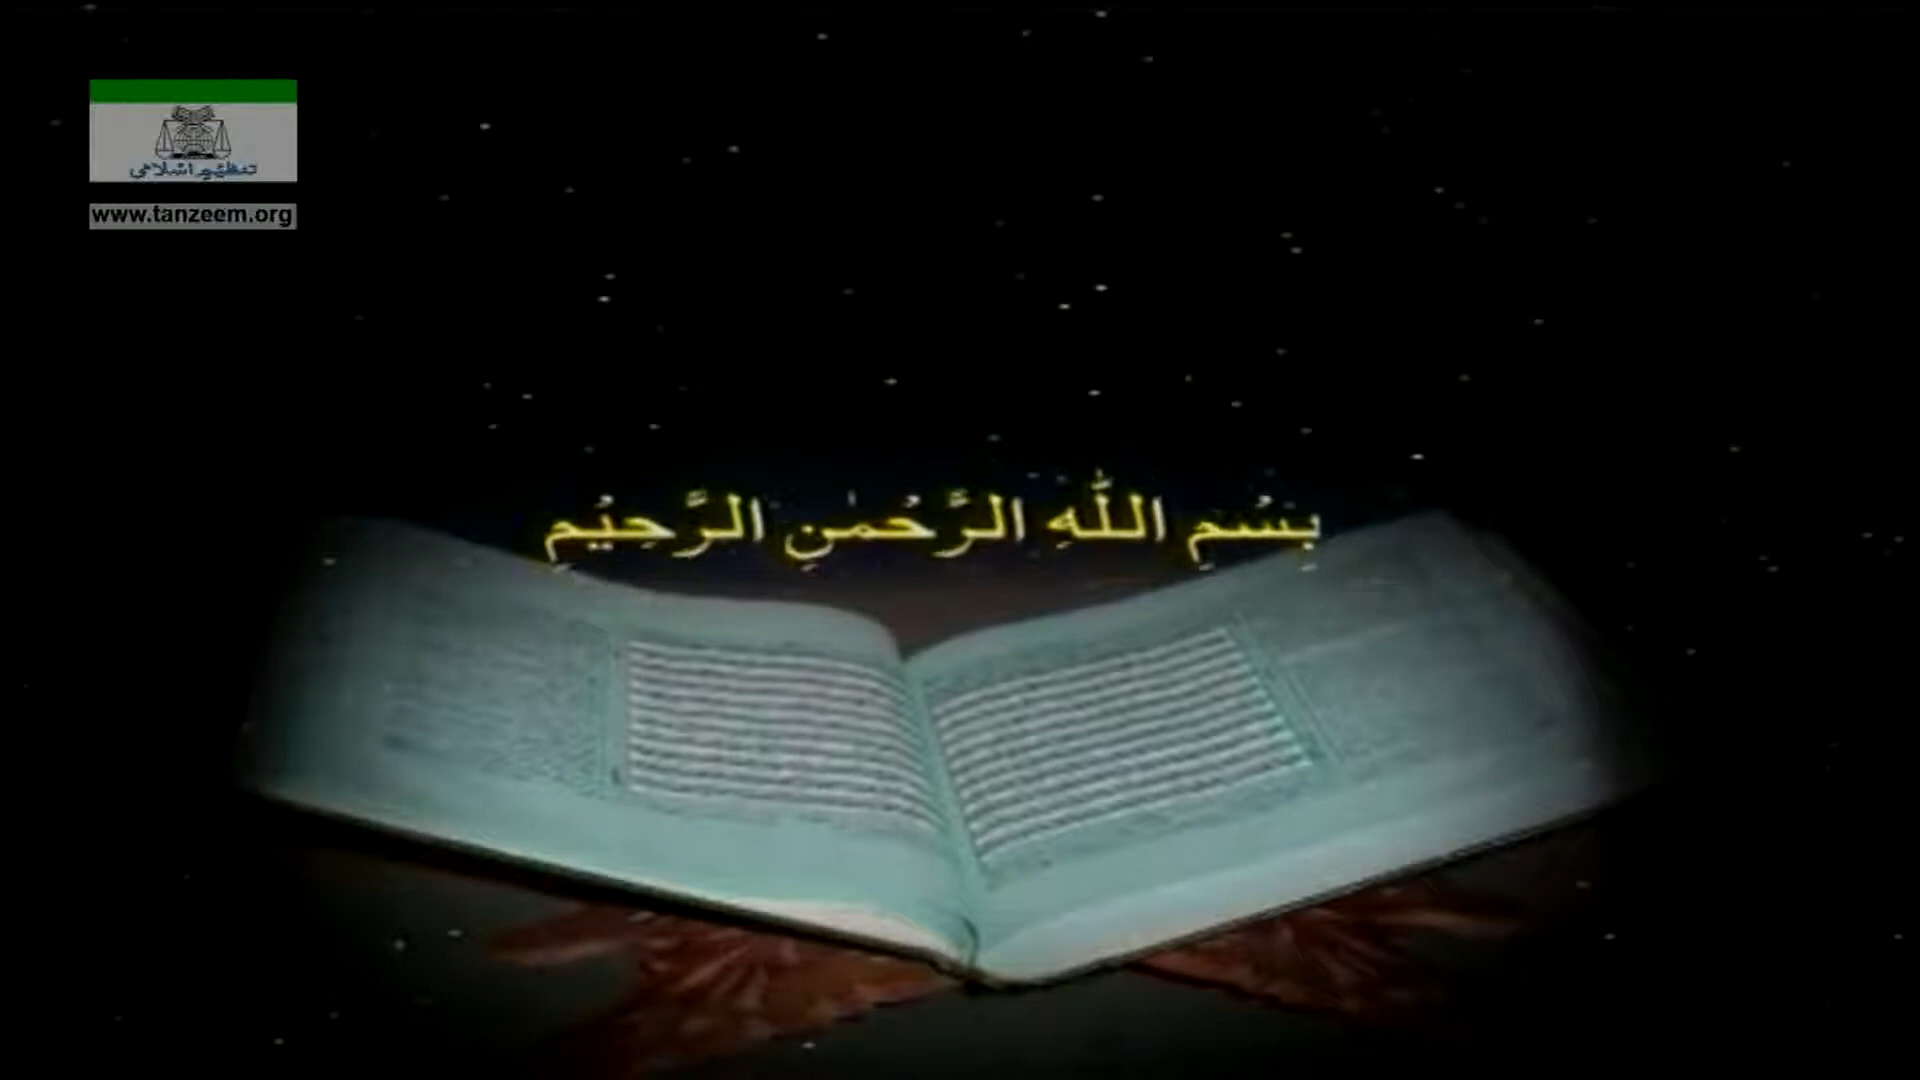 تنظیم اسلامی
www.tanzeem.org
بِسْمِ اللّٰهِ الرَّحْمٰنِ الرَّحِیْمِ